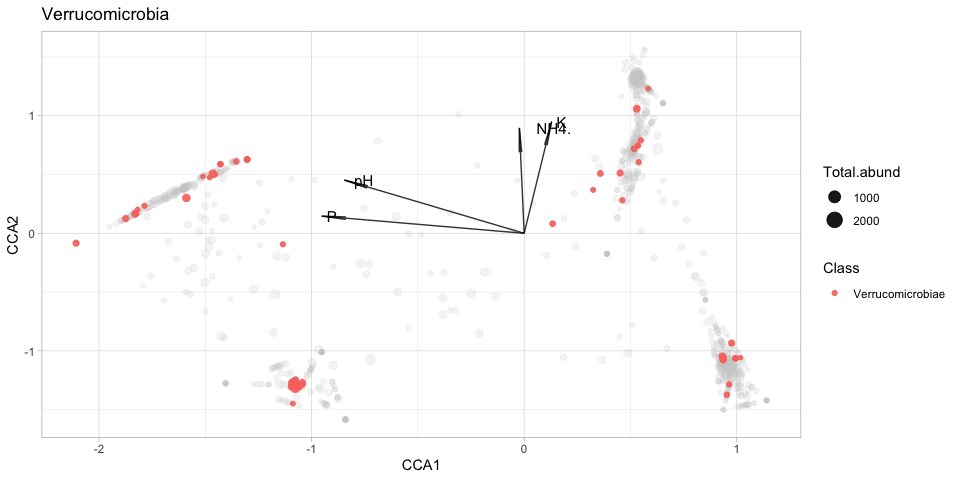 Verrucomicrobia
1
0
-1
CCA2
K
NH4.
pH
P
-2
-1
0
1
CCA1
Total.abund
1000
2000
Class
Verrucomicrobiae